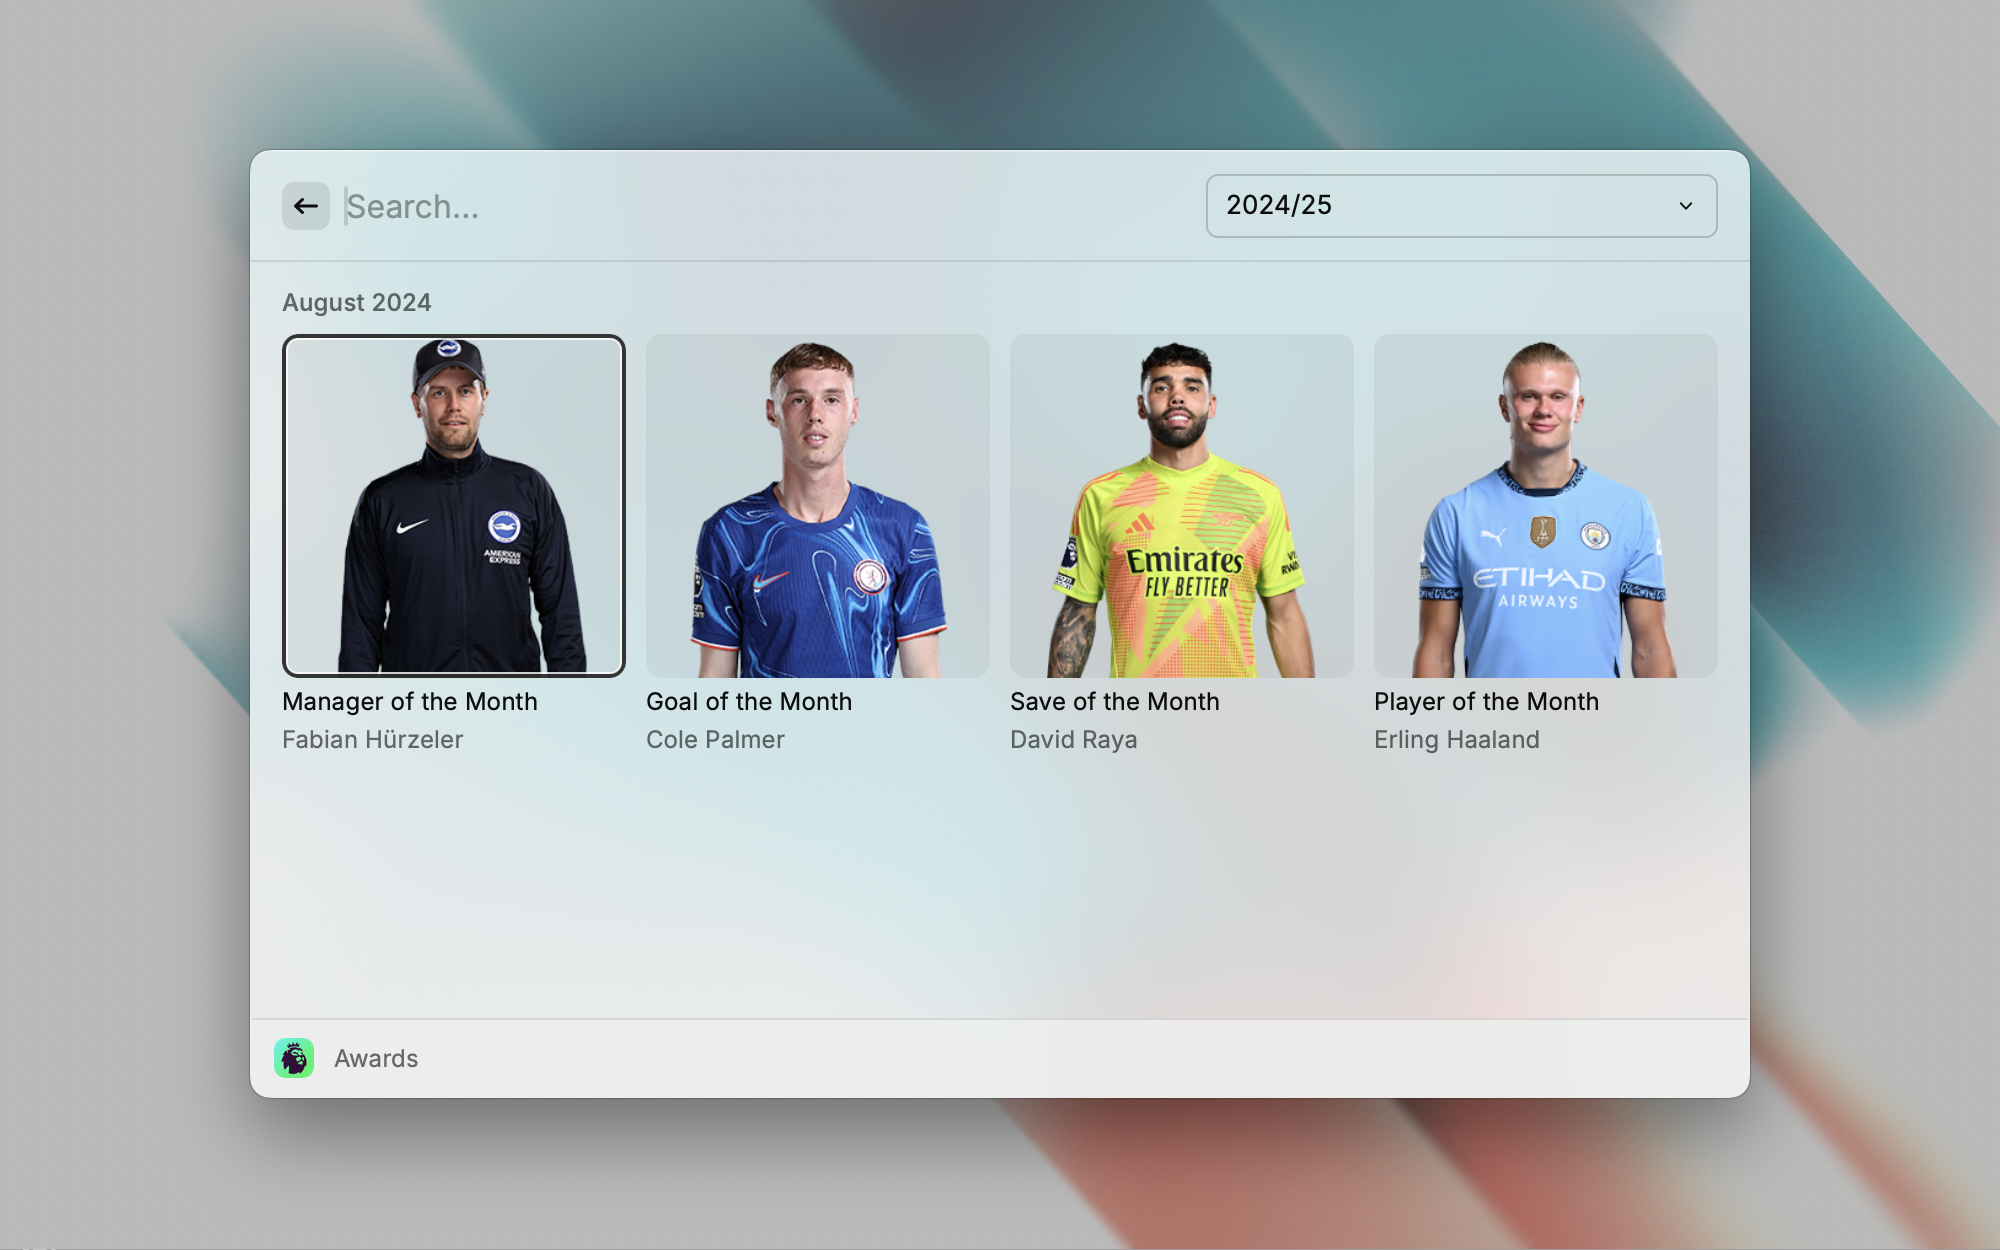 Search...
2024/25
August 2024
AMERICAN
EXPRESS
Emirates
FLY BETTER
ETIHAD
AIRWAYS
Manager of the Month
Goal of the Month
Save of the Month
Player of the Month
Fabian Hürzeler
Cole Palmer
David Raya
Erling Haaland
Awards